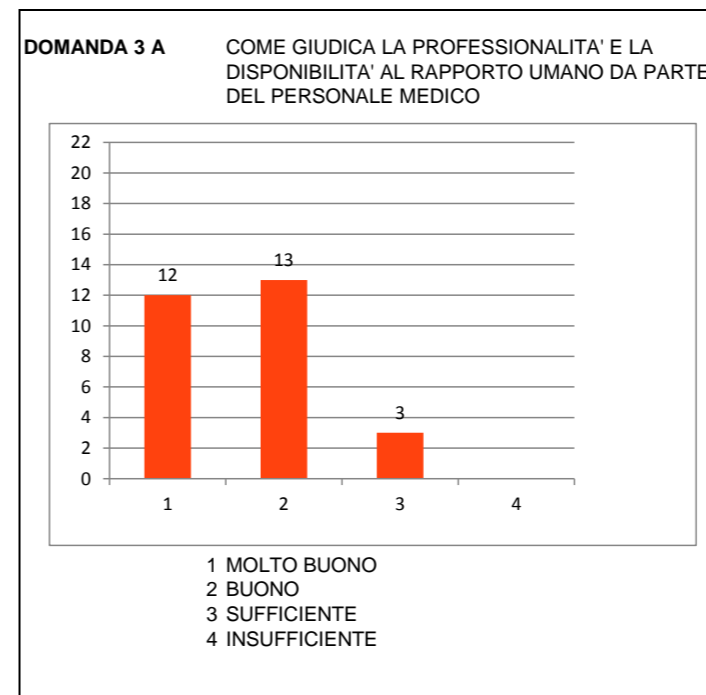 DOMANDA 3 A COME GIUDICA LA PROFESSIONALITA' E LA
DISPONIBILITA' AL RAPPORTO UMANO DA PARTE
DEL PERSONALE MEDICO
22
20
18
16
14
12
10
8
6
4
2
0
12
13
3
1 2 3 4
1 MOLTO BUONO
2 BUONO
3 SUFFICIENTE
4 INSUFFICIENTE